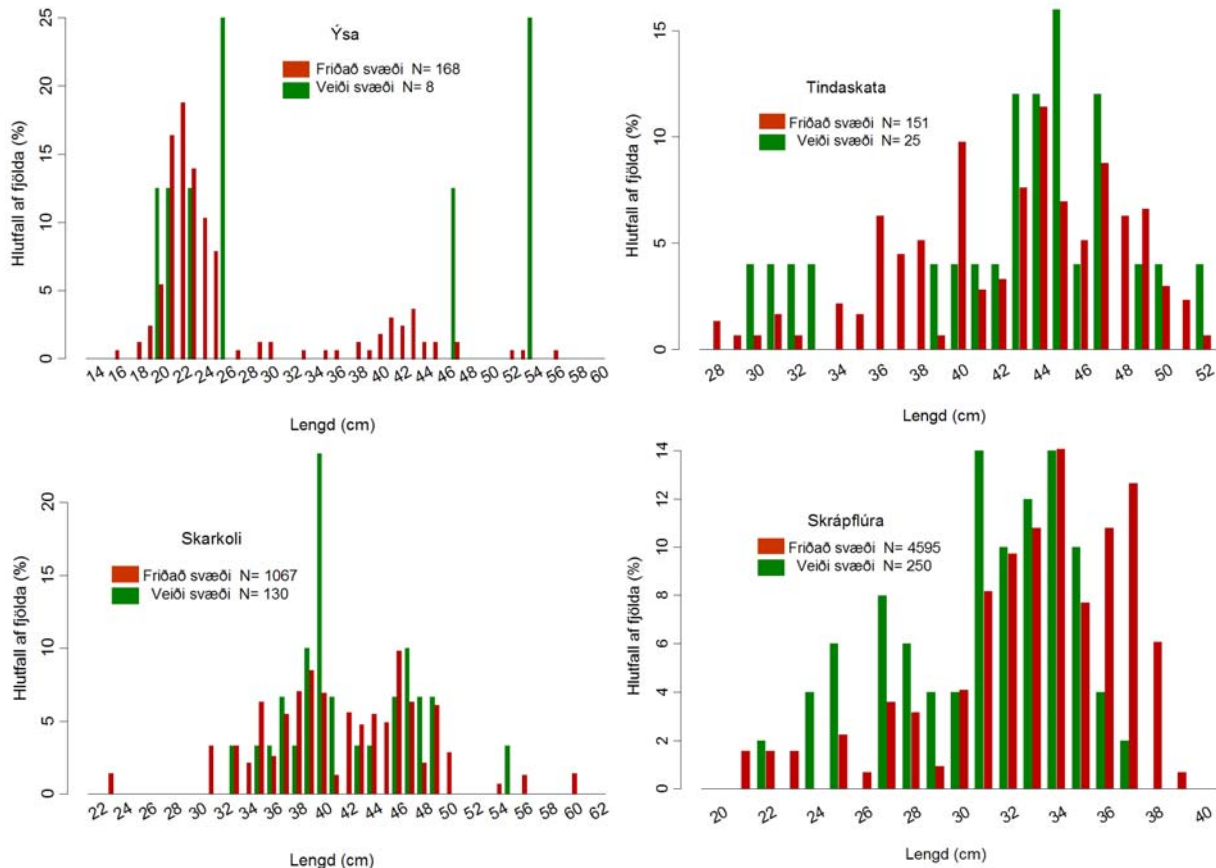 Ýsa
Friðað svæði N= 168
Veiði svæði N= 8
Hlutfall af fjölda (%)
0 5 10 15 20 25
14 16 18 20 22 24 26 28 30 32 34 36 38 40 42 44 46 48 50 52 54 56 58 60
Lengd (cm)
Tindaskata
Friðað svæði N= 151
Veiði svæði N= 25
Hlutfall af fjölda (%)
0 5 10 15
28 30 32 34 36 38 40 42 44 46 48 50 52
Lengd (cm)
Skarkoli
Friðað svæði N= 1067
Veiði svæði N= 130
Hlutfall af fjölda (%)
0 5 10 15 20
22 24 26 28 30 32 34 36 38 40 42 44 46 48 50 52 54 56 58 60 62
Lengd (cm)
Skrápflúra
Friðað svæði N= 4595
Veiði svæði N= 250
Hlutfall af fjölda (%)
0 2 4 6 8 10 12 14
20 22 24 26 28 30 32 34 36 38 40
Lengd (cm)